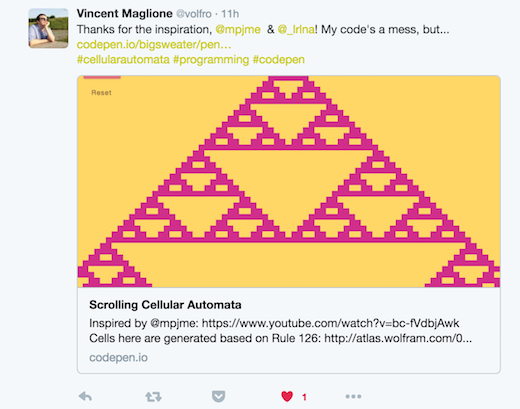 Vincent Maglione @volfro · 11h
Thanks for the inspiration, @mpjme & @_lrlna! My code's a mess, but...
codepen.io/bigsweater/pen…
#cellularautomata #programming #codepen
Reset
Scrolling Cellular Automata
Inspired by @mpjme: https://www.youtube.com/watch?v=bc-fVdbjAwk
Cells here are generated based on Rule 126: http://atlas.wolfram.com/0...
codepen.io
1